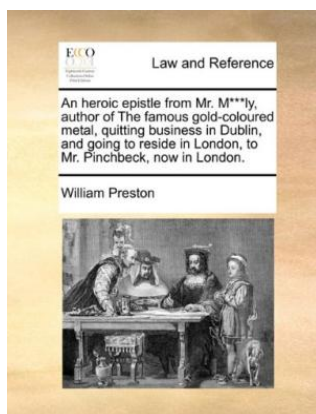 ECCO
Law and Reference
An heroic epistle from Mr. M***ly,
author of The famous gold-coloured
metal, quitting business in Dublin,
and going to reside in London, to
Mr. Pinchbeck, now in London.
William Preston